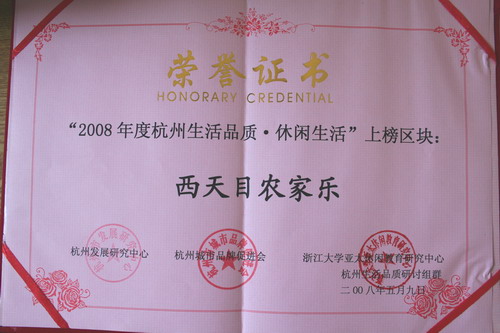 荣誉证书
HONORARY CREDENTIAL
“2008年度杭州生活品质·休闲生活”上榜区块：
西天目农家乐
杭州发展研究中心 杭州城市品牌促进会 浙江大学亚太休闲教育研究中心
杭州生活品质研讨组群
二00八年五月九日